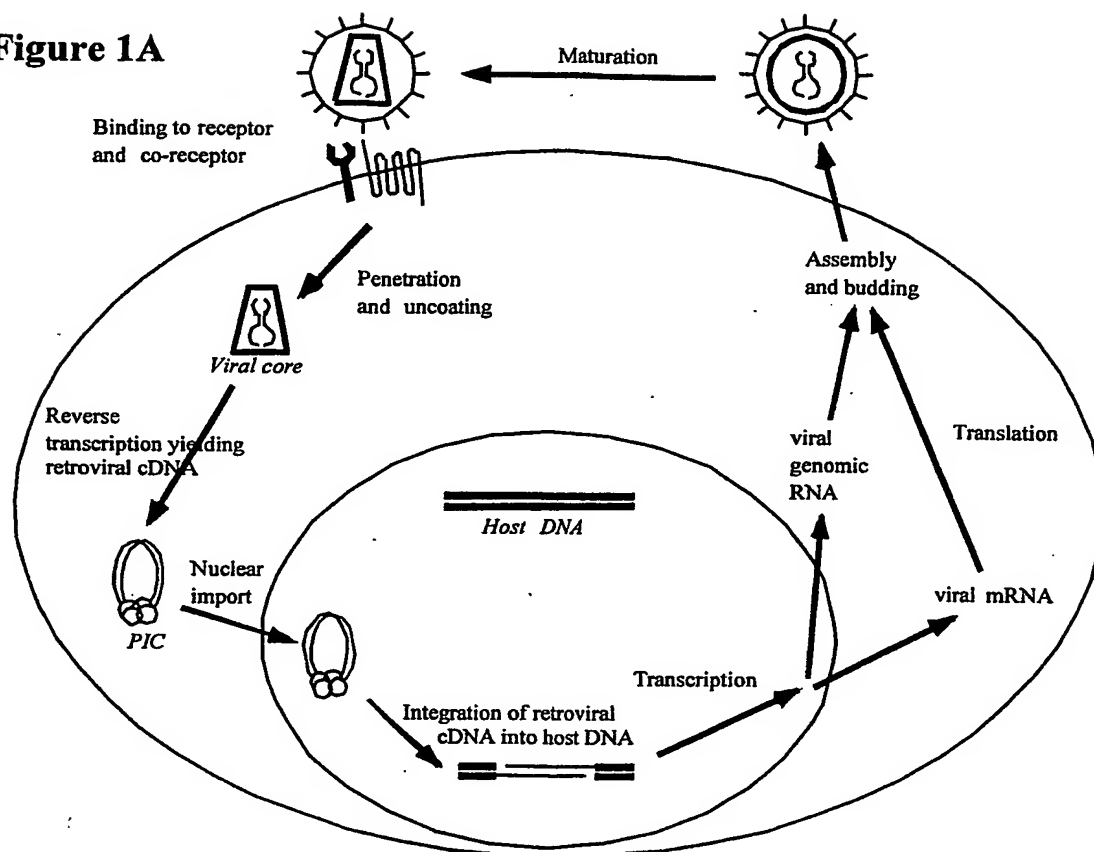 Figure 1A
Maturation
Binding to receptor
and co-receptor
Penetration
and uncoating
Assembly
and budding
Viral core
Reverse
transcription yielding
retroviral cDNA
viral
genomic
RNA
Translation
Host DNA
Nuclear
import
PIC
viral mRNA
Transcription
Integration of retroviral
cDNA into host DNA